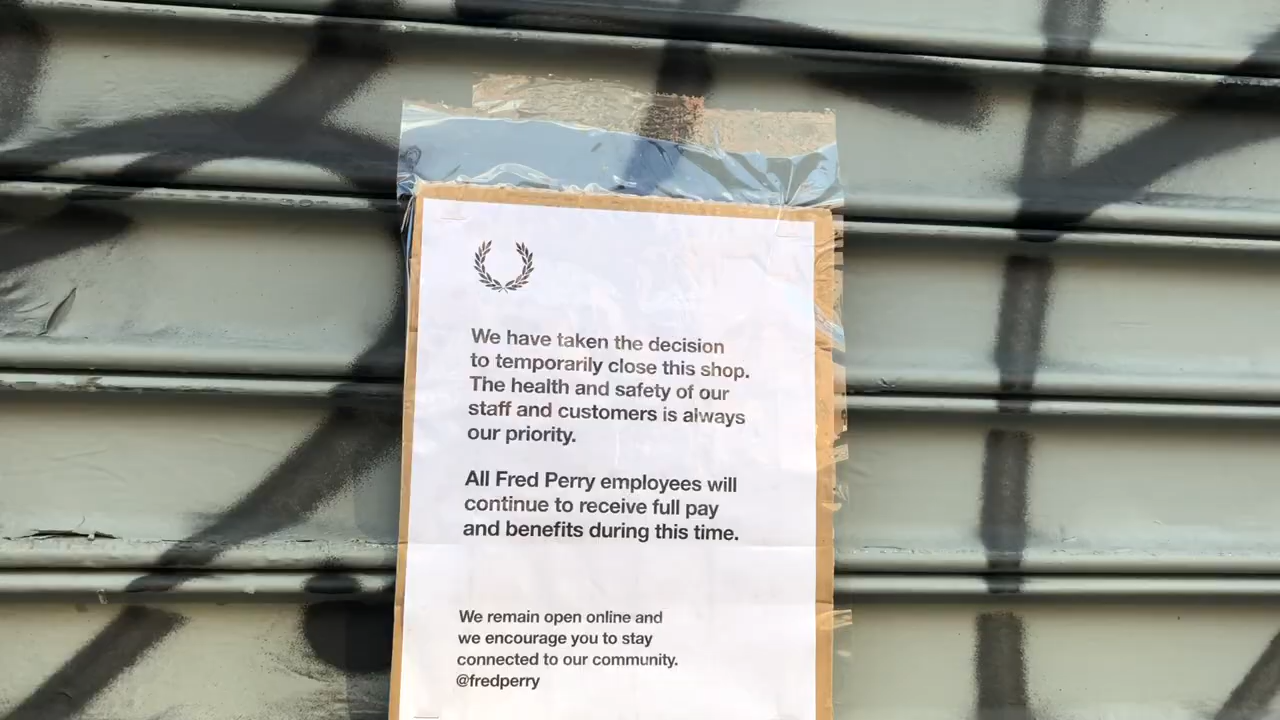 We have taken the decision
to temporarily close this shop.
The health and safety of our
staff and customers is always
our priority.
All Fred Perry employees will
continue to receive full pay
and benefits during this time.
We remain open online and
we encourage you to stay
connected to our community.
@fredperry